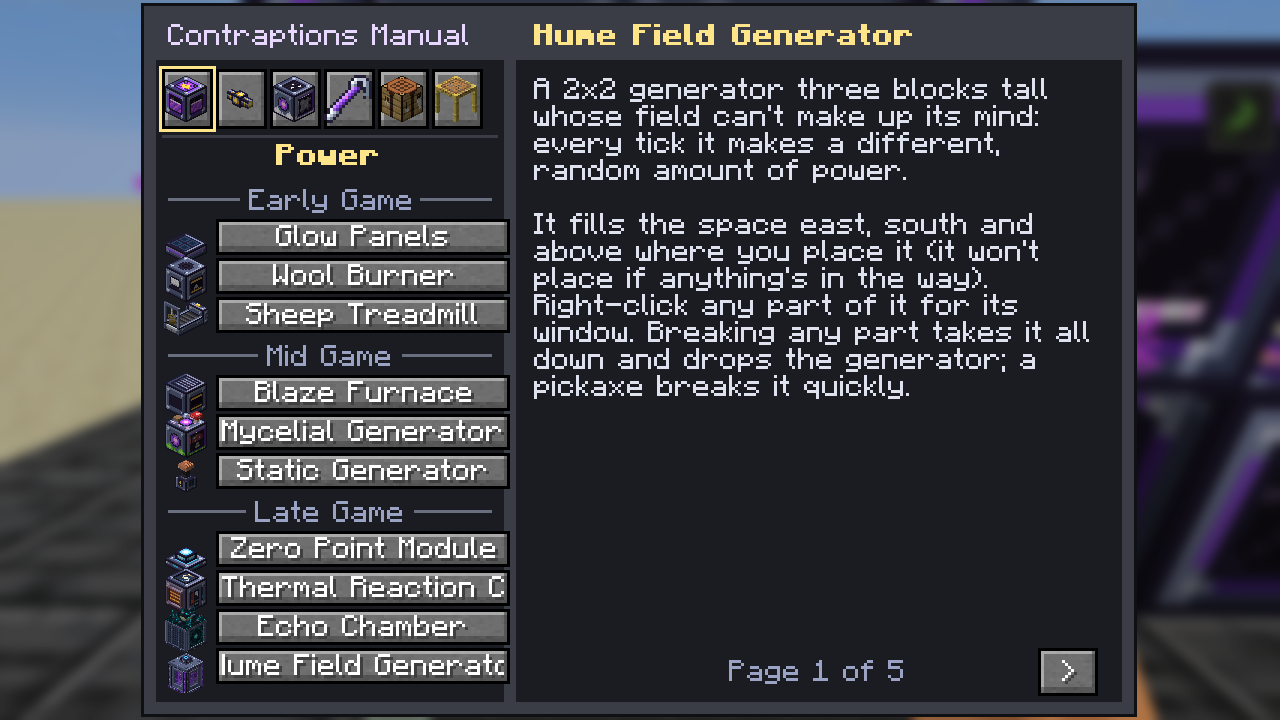 Contraptions Manual
Power
Early Game
Glow Panels
Wool Burner
Sheep Treadmill
Mid Game
Blaze Furnace
Mycelial Generator
Static Generator
Late Game
Zero Point Module
Thermal Reaction C
Echo Chamber
ume Field Generato
Hume Field Generator
A 2x2 generator three blocks tall
whose field can't make up its mind:
every tick it makes a different,
random amount of power.
It fills the space east, south and
above where you place it (it won't
place if anything's in the way).
Right-click any part of it for its
window. Breaking any part takes it all
down and drops the generator; a
pickaxe breaks it quickly.
Page 1 of 5
>